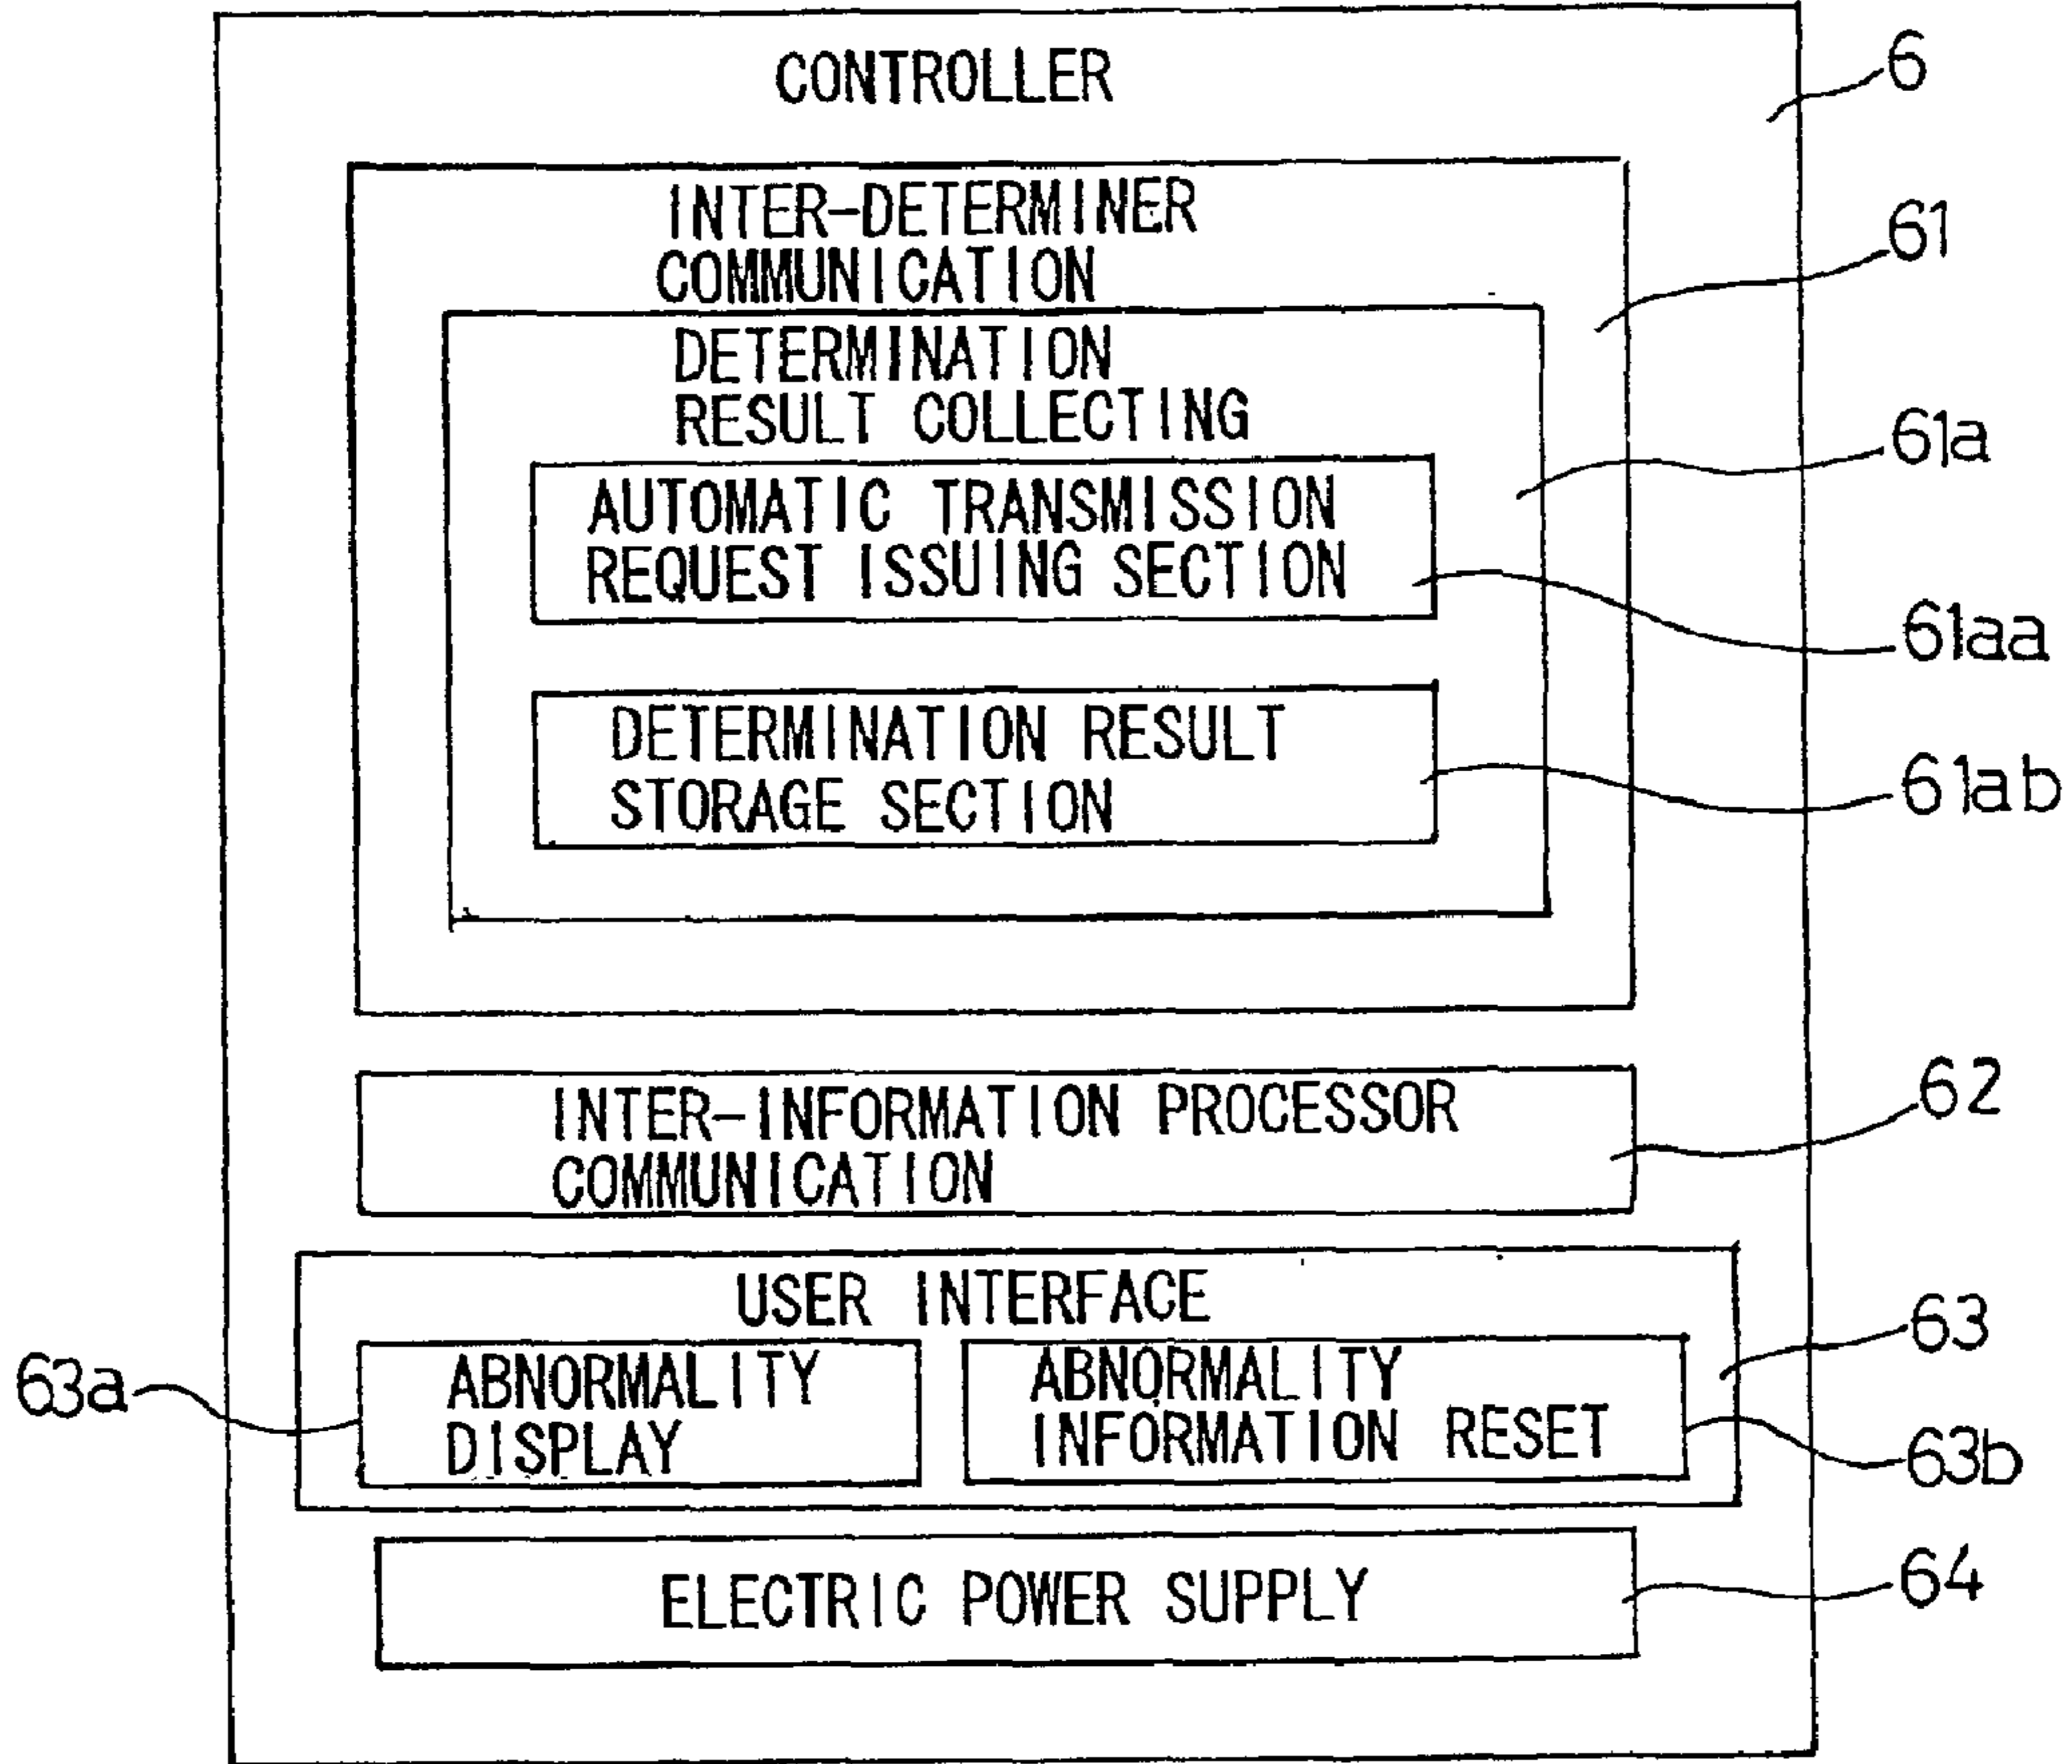 CONTROLLER
6
INTER-DETERMINER
COMMUNICATION
61
DETERMINATION
RESULT COLLECTING
61a
AUTOMATIC TRANSMISSION
REQUEST ISSUING SECTION
61aa
DETERMINATION RESULT
STORAGE SECTION
61ab
INTER-INFORMATION PROCESSOR
COMMUNICATION
62
USER INTERFACE
63
63a
ABNORMALITY
DISPLAY
ABNORMALITY
INFORMATION RESET
63b
ELECTRIC POWER SUPPLY
64